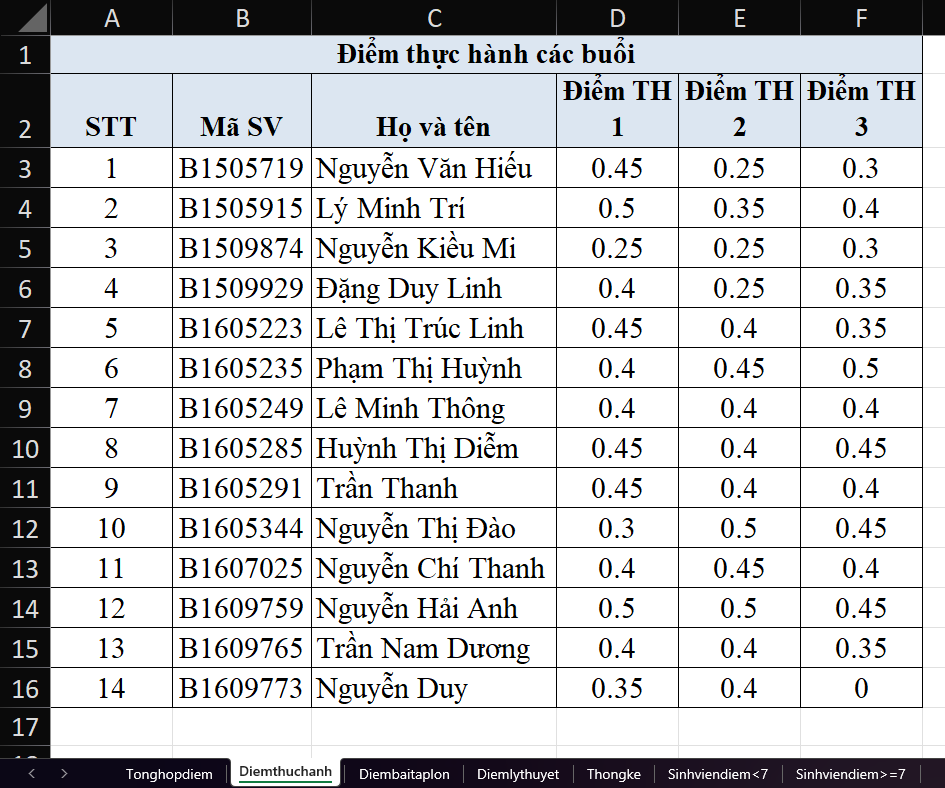 A B C D E F
1 Điểm thực hành các buổi
2 STT Mã SV Họ và tên Điểm TH 1 Điểm TH 2 Điểm TH 3
3 1 B1505719 Nguyễn Văn Hiếu 0.45 0.25 0.3
4 2 B1505915 Lý Minh Trí 0.5 0.35 0.4
5 3 B1509874 Nguyễn Kiều Mi 0.25 0.25 0.3
6 4 B1509929 Đặng Duy Linh 0.4 0.25 0.35
7 5 B1605223 Lê Thị Trúc Linh 0.45 0.4 0.35
8 6 B1605235 Phạm Thị Huỳnh 0.4 0.45 0.5
9 7 B1605249 Lê Minh Thông 0.4 0.4 0.4
10 8 B1605285 Huỳnh Thị Diễm 0.45 0.4 0.45
11 9 B1605291 Trần Thanh 0.45 0.4 0.4
12 10 B1605344 Nguyễn Thị Đào 0.3 0.5 0.45
13 11 B1607025 Nguyễn Chí Thanh 0.4 0.45 0.4
14 12 B1609759 Nguyễn Hải Anh 0.5 0.5 0.45
15 13 B1609765 Trần Nam Dương 0.4 0.4 0.35
16 14 B1609773 Nguyễn Duy 0.35 0.4 0
17
Tonghopdiem Diemthuchanh Diembaitaplon Diemlythuyet Thongke Sinhviendiem<7 Sinhviendiem>=7